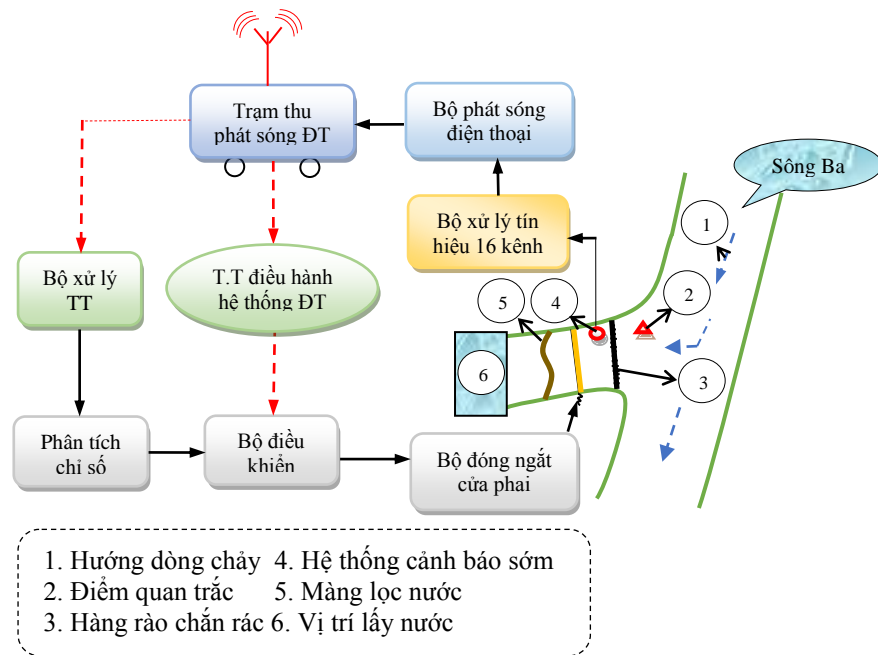 Trạm thu
phát sóng ĐT
Bộ phát sóng
điện thoại
Sông Ba
Bộ xử lý tín
hiệu 16 kênh
1
2
Bộ xử lý
TT
T.T điều hành
hệ thống ĐT
5
4
6
3
Phân tích
chỉ số
Bộ điều
khiển
Bộ đóng ngắt
cửa phai
1. Hướng dòng chảy 4. Hệ thống cảnh báo sớm
2. Điểm quan trắc 5. Màng lọc nước
3. Hàng rào chắn rác 6. Vị trí lấy nước